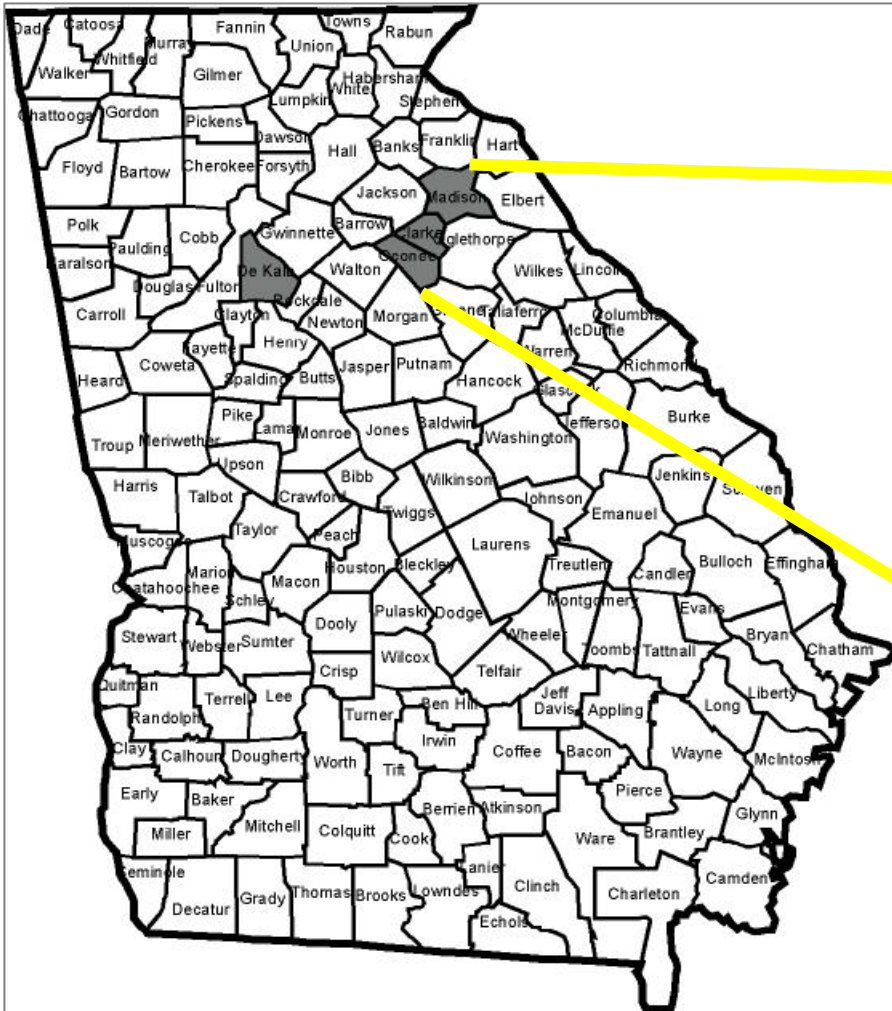 Dade
Catoosa
Whitfield
Murray
Fannin
Towns
Union
Rabun
Walker
Gilmer
Habersham
White
Lumpkin
Stephen
Chattooga
Gordon
Pickens
Dawson
Hall
Banks
Franklin
Hart
Floyd
Bartow
Cherokee
Forsyth
Jackson
Madison
Elbert
Polk
Paulding
Cobb
Gwinnette
Barrow
Clarke
glethorpe
Oconee
Wilkes
Lincoln
aralson
De Kalb
Walton
Douglas
Fulton
Rockdale
Carroll
Clayton
Newton
Morgan
Taliaferro
Columbia
McDuffie
Henry
Fayette
Coweta
Heard
Spalding
Butts
Jasper
Putnam
Hancock
Warren
Richmond
Pike
Lamar
Monroe
Jones
Baldwin
Washington
Jefferson
Burke
Troup
Meriwether
Upson
Bibb
Wilkinson
Jenkins
Harris
Talbot
Crawford
Twiggs
Johnson
Emanuel
Taylor
Peach
Houston
Laurens
Muscogee
Bleckley
Treutlen
Candler
Bulloch
Effingham
Marion
Macon
Schley
Pulaski
Dodge
Montgomery
Evans
Dooly
Stewart
Webster
Sumter
Wilcox
Wheeler
Toombs
Tattnall
Bryan
Chatham
Crisp
Telfair
Quitman
Terrell
Lee
Ben Hill
Jeff
Davis
Appling
Long
Liberty
Randolph
Turner
Irwin
Clay
Calhoun
Dougherty
Worth
Tift
Coffee
Bacon
Wayne
McIntosh
Early
Baker
Berrien
Atkinson
Pierce
Glynn
Miller
Mitchell
Colquitt
Cook
Ware
Brantley
Lanier
Clinch
Charleton
Camden
Decatur
Grady
Thomas
Brooks
Lowndes
Echols